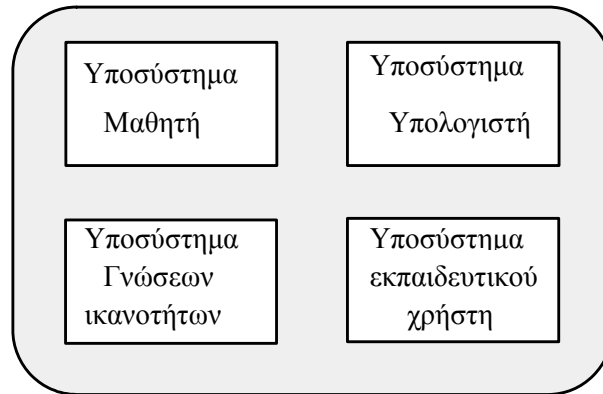 Υποσύστημα
Μαθητή
Υποσύστημα
Υπολογιστή
Υποσύστημα
Γνώσεων
ικανοτήτων
Υποσύστημα
εκπαιδευτικού
χρήστη